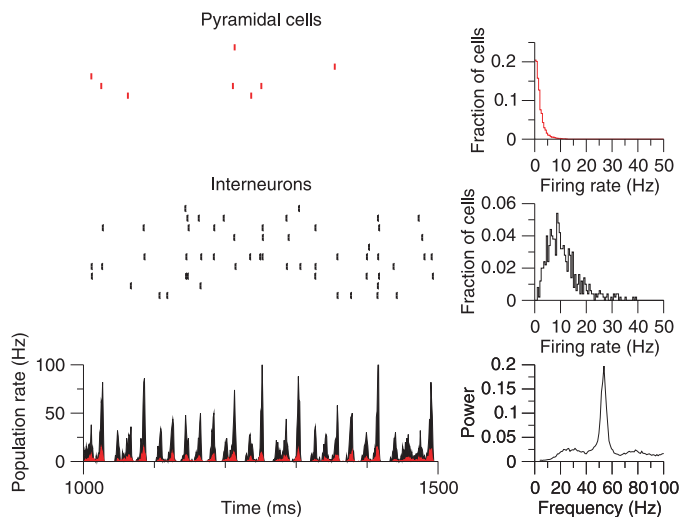 Pyramidal cells
Interneurons
Population rate (Hz)
100
50
0
1000
1500
Time (ms)
Fraction of cells
0.2
0.1
0
0 10 20 30 40 50
Firing rate (Hz)
Fraction of cells
0.06
0.04
0.02
0
0 10 20 30 40 50
Firing rate (Hz)
Power
0.2
0.15
0.1
0.05
0
0 20 40 60 80 100
Frequency (Hz)